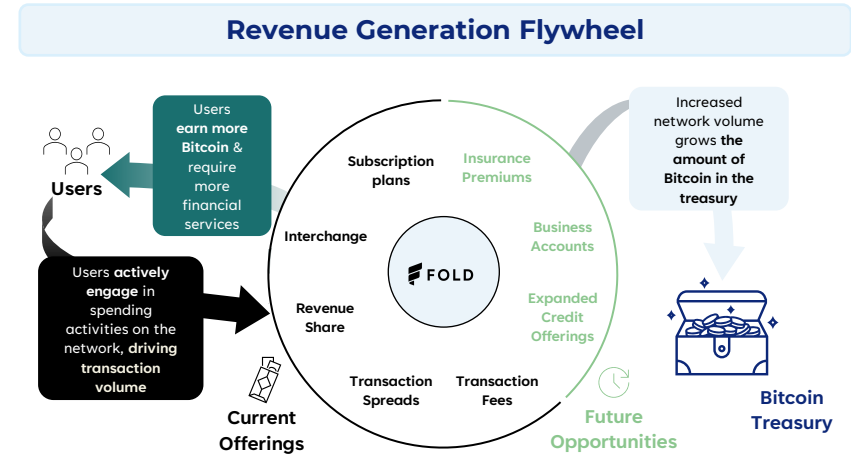 Revenue Generation Flywheel
Users
earn more
Bitcoin &
require
more
financial
services
Users
Users actively
engage in
spending
activities on the
network, driving
transaction
volume
Subscription
plans
Interchange
Revenue
Share
Transaction
Spreads
Transaction
Fees
Current
Offerings
FOLD
Insurance
Premiums
Business
Accounts
Expanded
Credit
Offerings
Future
Opportunities
Increased
network volume
grows the
amount of
Bitcoin in the
treasury
Bitcoin
Treasury